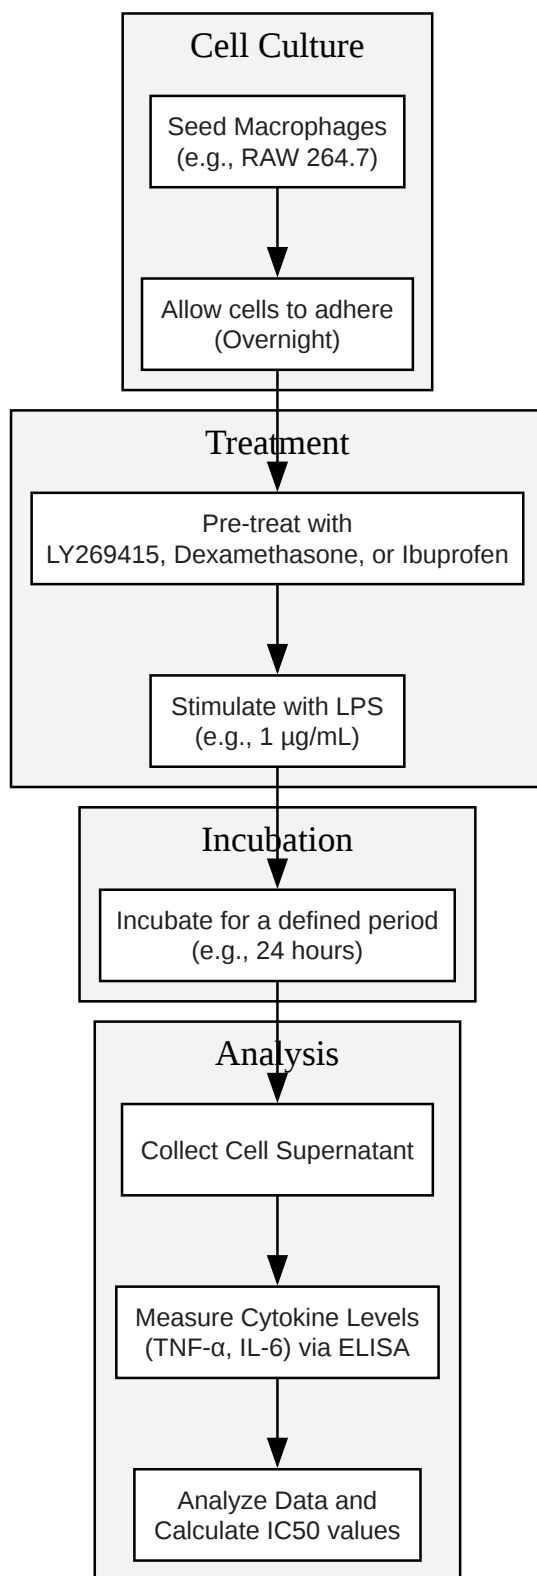 Cell Culture
Seed Macrophages
(e.g., RAW 264.7)
Allow cells to adhere
(Overnight)
Treatment
Pre-treat with
LY269415, Dexamethasone, or Ibuprofen
Stimulate with LPS
(e.g., 1 µg/mL)
Incubation
Incubate for a defined period
(e.g., 24 hours)
Analysis
Collect Cell Supernatant
Measure Cytokine Levels
(TNF-α, IL-6) via ELISA
Analyze Data and
Calculate IC50 values